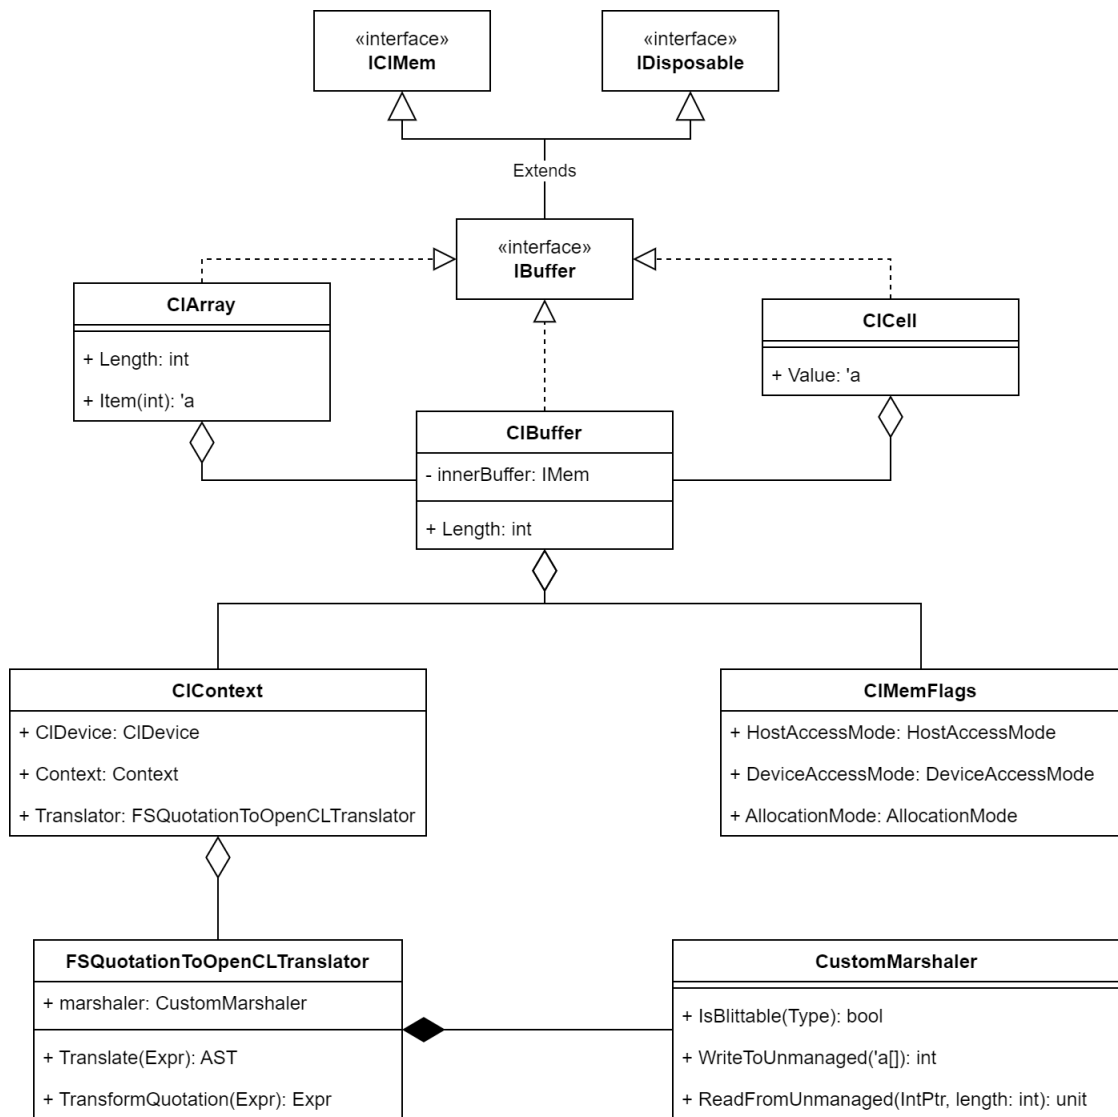 «interface»
IClMem
«interface»
IDisposable
Extends
«interface»
IBuffer
ClArray
+ Length: int
+ Item(int): 'a
ClCell
+ Value: 'a
ClBuffer
- innerBuffer: IMem
+ Length: int
ClContext
+ ClDevice: ClDevice
+ Context: Context
+ Translator: FSQuotationToOpenCLTranslator
ClMemFlags
+ HostAccessMode: HostAccessMode
+ DeviceAccessMode: DeviceAccessMode
+ AllocationMode: AllocationMode
FSQuotationToOpenCLTranslator
+ marshaler: CustomMarshaler
+ Translate(Expr): AST
+ TransformQuotation(Expr): Expr
CustomMarshaler
+ IsBlittable(Type): bool
+ WriteToUnmanaged('a[]): int
+ ReadFromUnmanaged(IntPtr, length: int): unit